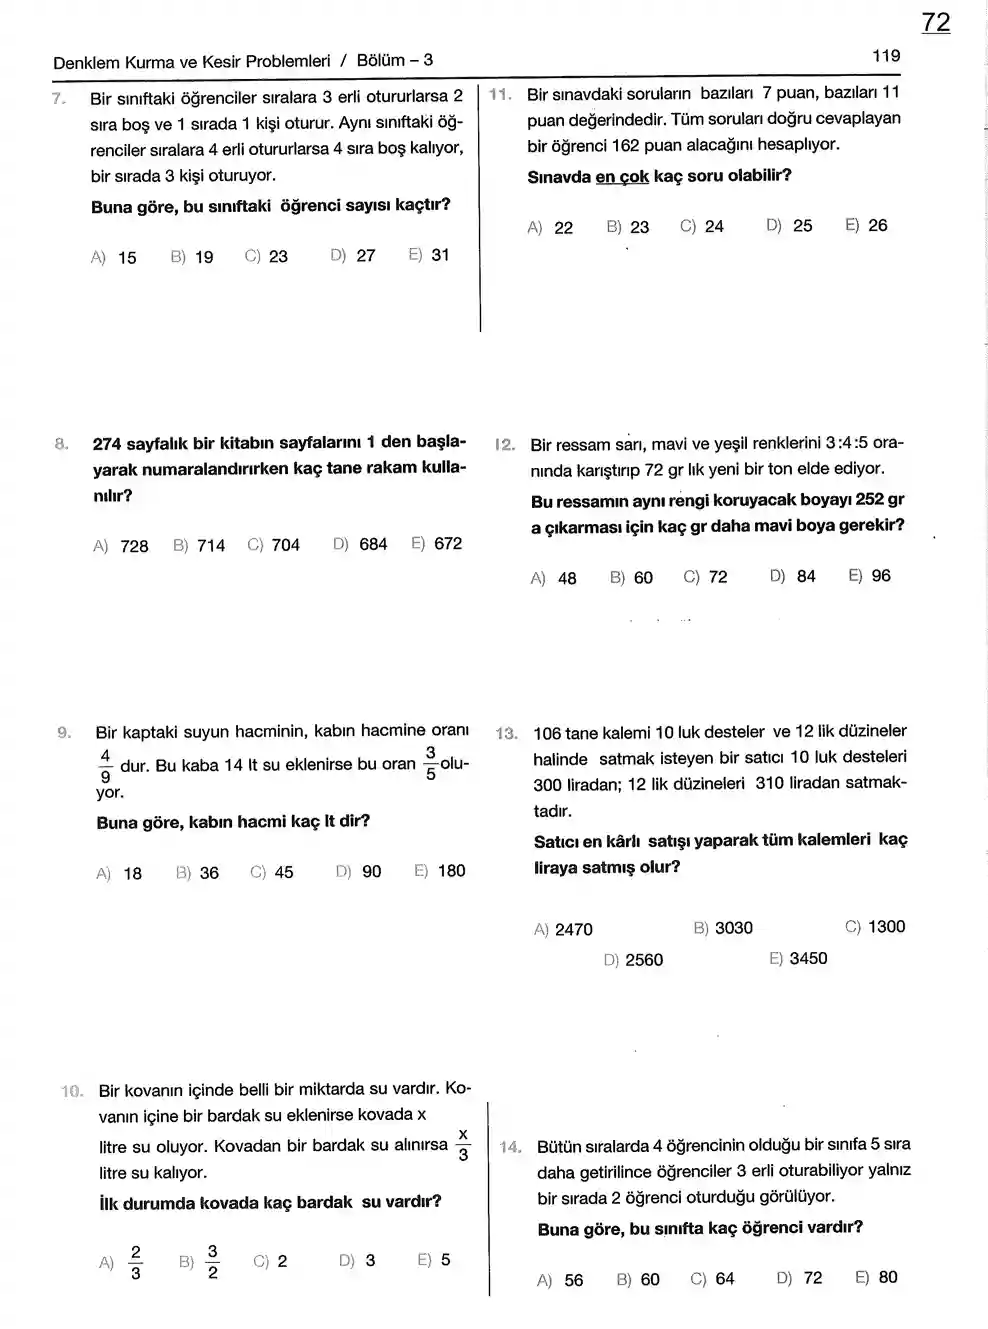 72
Denklem Kurma ve Kesir Problemleri / Bölüm – 3
119
7. Bir sınıftaki öğrenciler sıralara 3 erli otururlarsa 2
sıra boş ve 1 sırada 1 kişi oturur. Aynı sınıftaki öğ-
renciler sıralara 4 erli otururlarsa 4 sıra boş kalıyor,
bir sırada 3 kişi oturuyor.
Buna göre, bu sınıftaki öğrenci sayısı kaçtır?
A) 15 B) 19 C) 23 D) 27 E) 31
8. 274 sayfalık bir kitabın sayfalarını 1 den başla-
yarak numaralandırırken kaç tane rakam kulla-
nılır?
A) 728 B) 714 C) 704 D) 684 E) 672
9. Bir kaptaki suyun hacminin, kabın hacmine oranı
4/9 dur. Bu kaba 14 lt su eklenirse bu oran 3/5 olu-
yor.
Buna göre, kabın hacmi kaç lt dir?
A) 18 B) 36 C) 45 D) 90 E) 180
10. Bir kovanın içinde belli bir miktarda su vardır. Ko-
vanın içine bir bardak su eklenirse kovada x
litre su oluyor. Kovadan bir bardak su alınırsa x/3
litre su kalıyor.
İlk durumda kovada kaç bardak su vardır?
A) 2/3 B) 3/2 C) 2 D) 3 E) 5
11. Bir sınavdaki soruların bazıları 7 puan, bazıları 11
puan değerindedir. Tüm soruları doğru cevaplayan
bir öğrenci 162 puan alacağını hesaplıyor.
Sınavda en çok kaç soru olabilir?
A) 22 B) 23 C) 24 D) 25 E) 26
12. Bir ressam sarı, mavi ve yeşil renklerini 3:4:5 ora-
nında karıştırıp 72 gr lık yeni bir ton elde ediyor.
Bu ressamın aynı rengi koruyacak boyayı 252 gr
a çıkarması için kaç gr daha mavi boya gerekir?
A) 48 B) 60 C) 72 D) 84 E) 96
13. 106 tane kalemi 10 luk desteler ve 12 lik düzineler
halinde satmak isteyen bir satıcı 10 luk desteleri
300 liradan; 12 lik düzineleri 310 liradan satmak-
tadır.
Satıcı en kârlı satışı yaparak tüm kalemleri kaç
liraya satmış olur?
A) 2470 B) 3030 C) 1300
D) 2560 E) 3450
14. Bütün sıralarda 4 öğrencinin olduğu bir sınıfa 5 sıra
daha getirilince öğrenciler 3 erli oturabiliyor yalnız
bir sırada 2 öğrenci oturduğu görülüyor.
Buna göre, bu sınıfta kaç öğrenci vardır?
A) 56 B) 60 C) 64 D) 72 E) 80